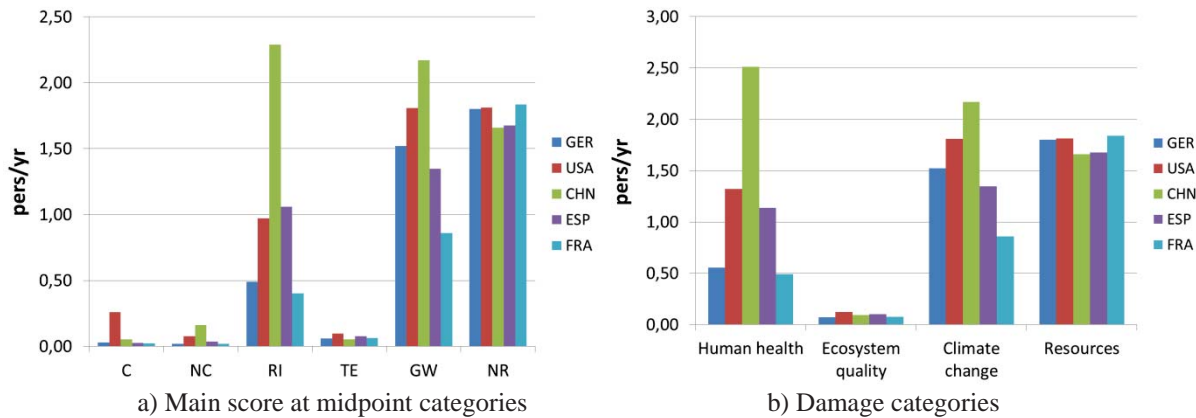 2,50
2,00
1,50
1,00
0,50
0,00
pers/yr
C NC RI TE GW NR
GER
USA
CHN
ESP
FRA
a) Main score at midpoint categories
3,00
2,50
2,00
1,50
1,00
0,50
0,00
pers/yr
Human health Ecosystem quality Climate change Resources
GER
USA
CHN
ESP
FRA
b) Damage categories